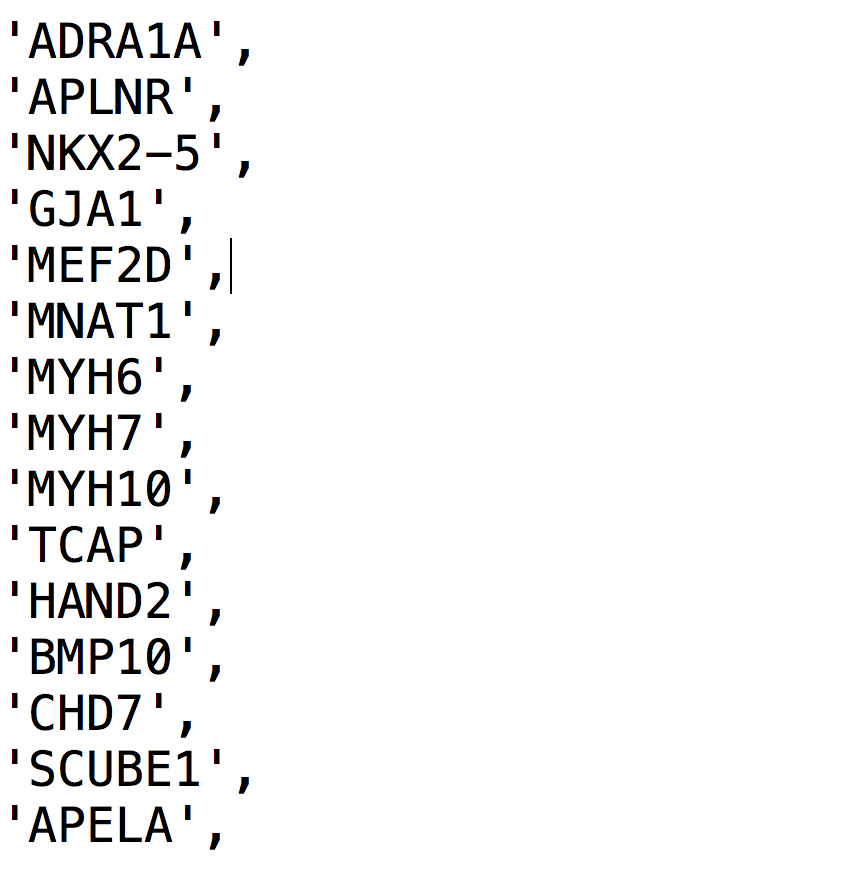 'ADRA1A',
'APLNR',
'NKX2-5',
'GJA1',
'MEF2D',
'MNAT1',
'MYH6',
'MYH7',
'MYH10',
'TCAP',
'HAND2',
'BMP10',
'CHD7',
'SCUBE1',
'APELA',